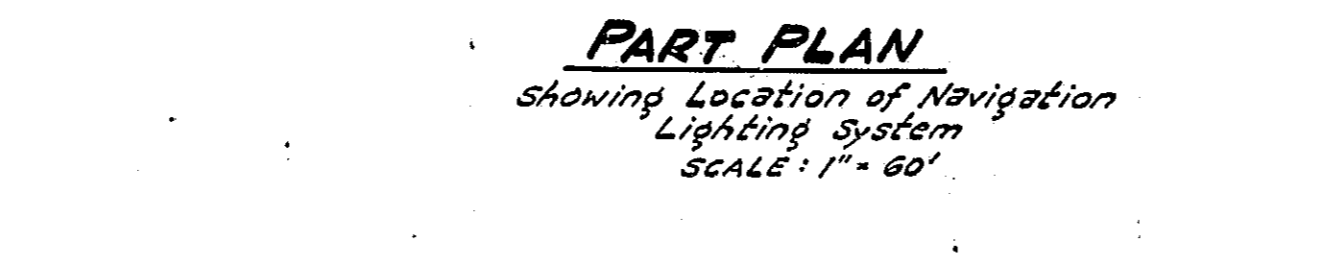 PART PLAN
Showing Location of Navigation
Lighting System
SCALE : 1" = 60'